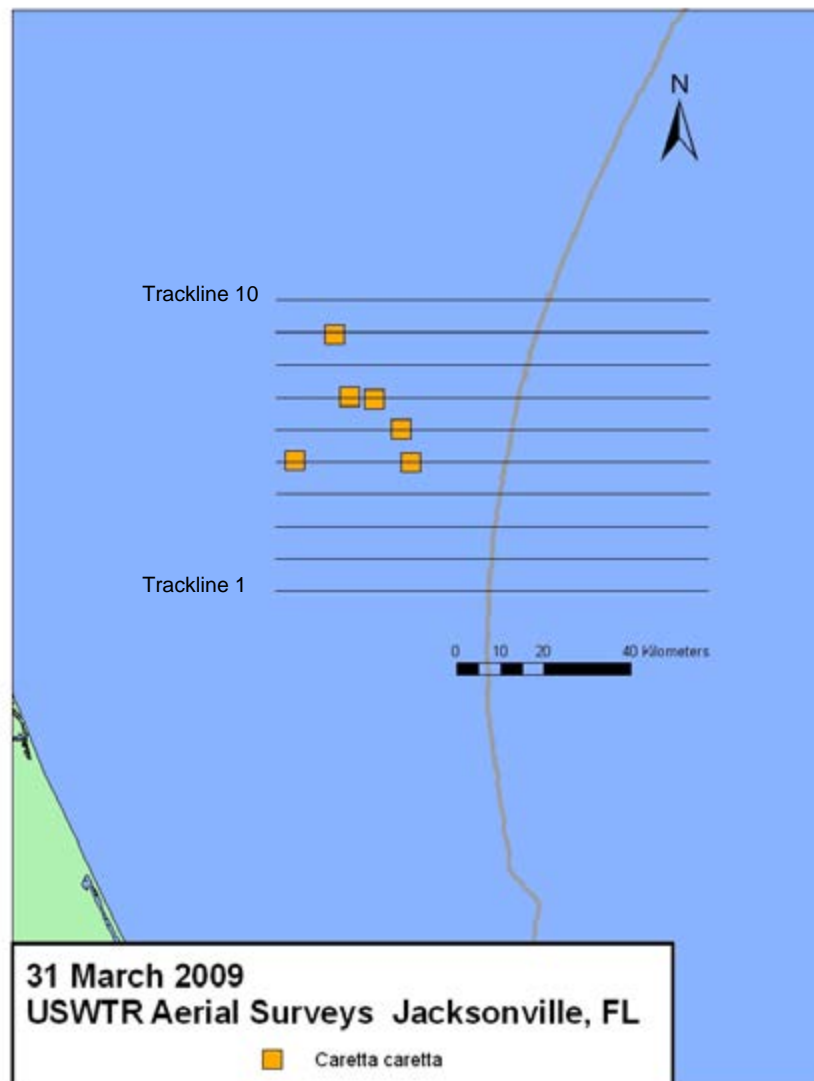 N
Trackline 10
Trackline 1
0 10 20 40 Kilometers
31 March 2009
USWTR Aerial Surveys Jacksonville, FL
Caretta caretta